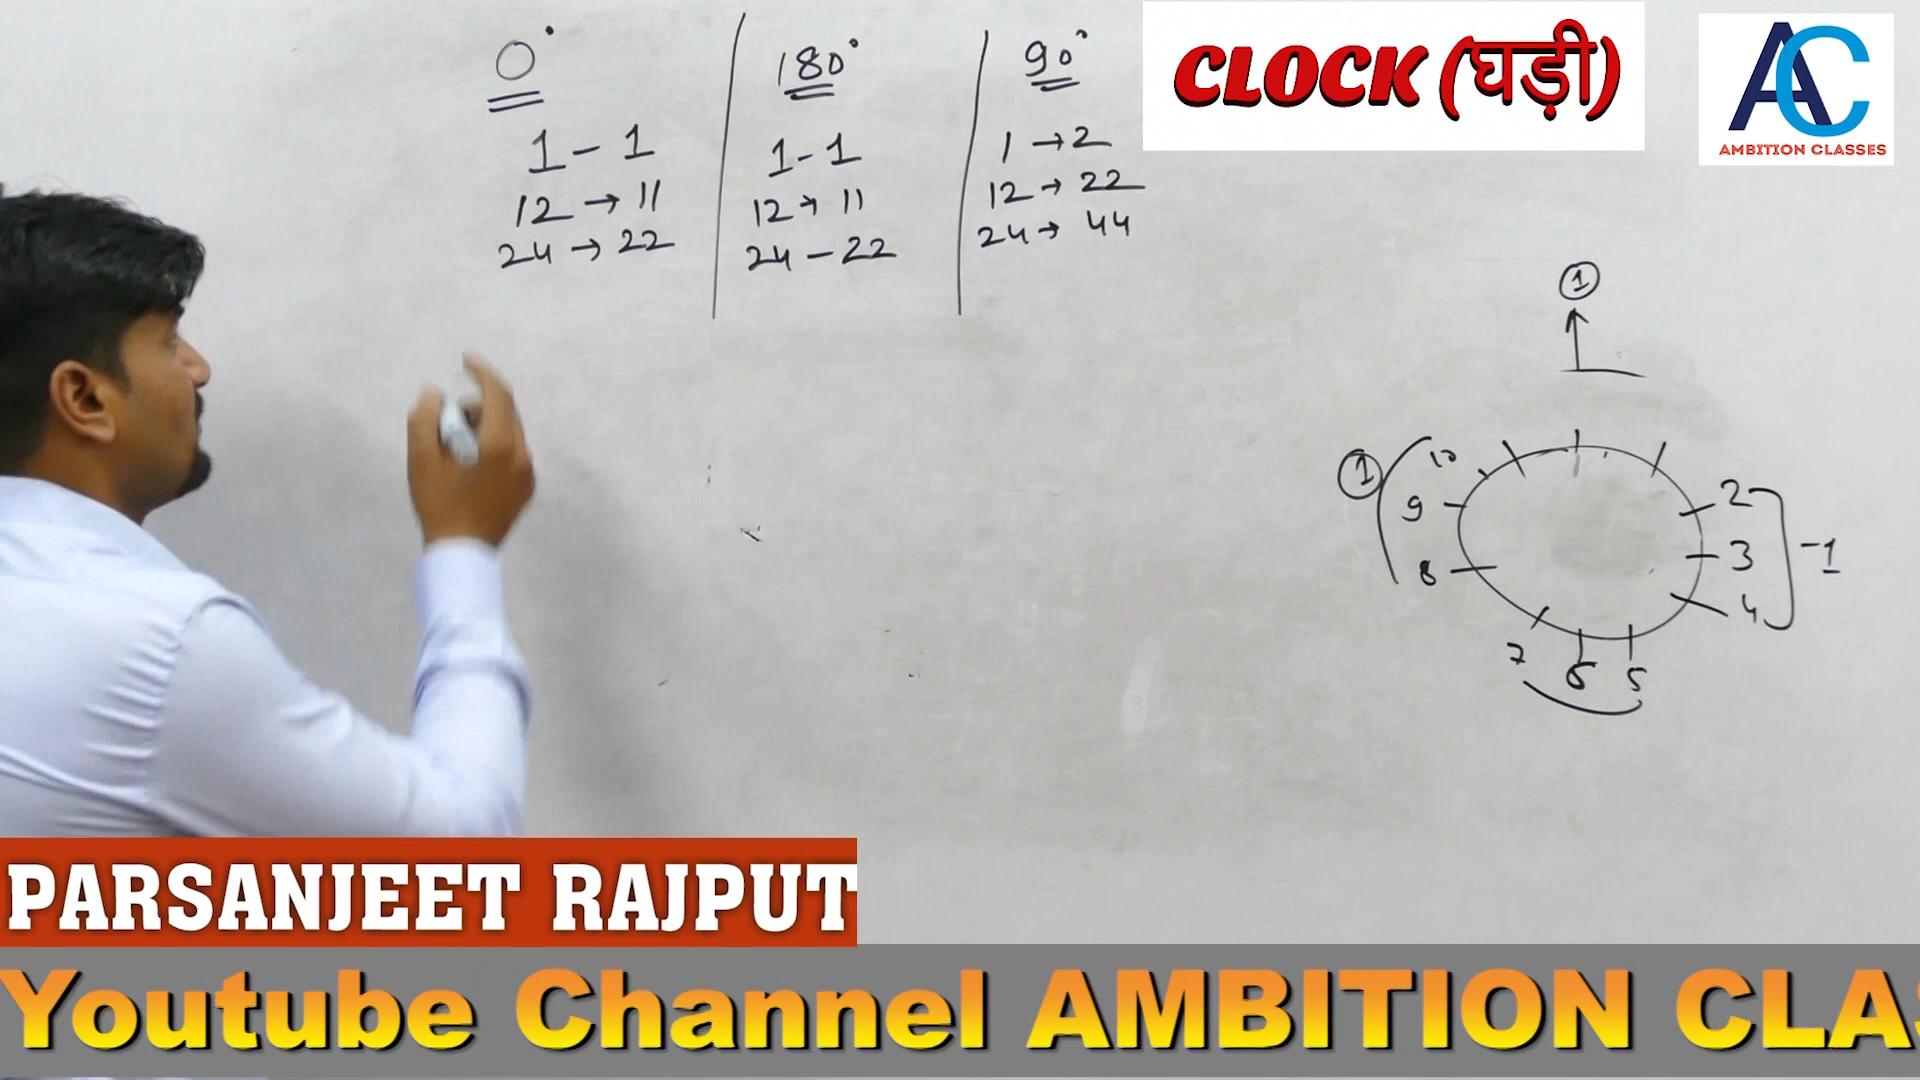 0°
1 - 1
12 → 11
24 → 22
180°
1 - 1
12 → 11
24 - 22
90°
1 → 2
12 → 22
24 → 44
CLOCK (घड़ी)
AC
AMBITION CLASSES
1
1
10
9
8
7
6
5
2
3
4
-1
PARSANJEET RAJPUT
Youtube Channel AMBITION CLAS